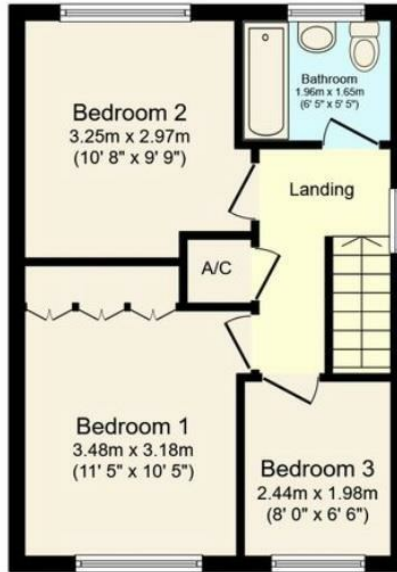 Bathroom
1.96m x 1.65m
(6' 5" x 5' 5")
Bedroom 2
3.25m x 2.97m
(10' 8" x 9' 9")
Landing
A/C
Bedroom 1
3.48m x 3.18m
(11' 5" x 10' 5")
Bedroom 3
2.44m x 1.98m
(8' 0" x 6' 6")